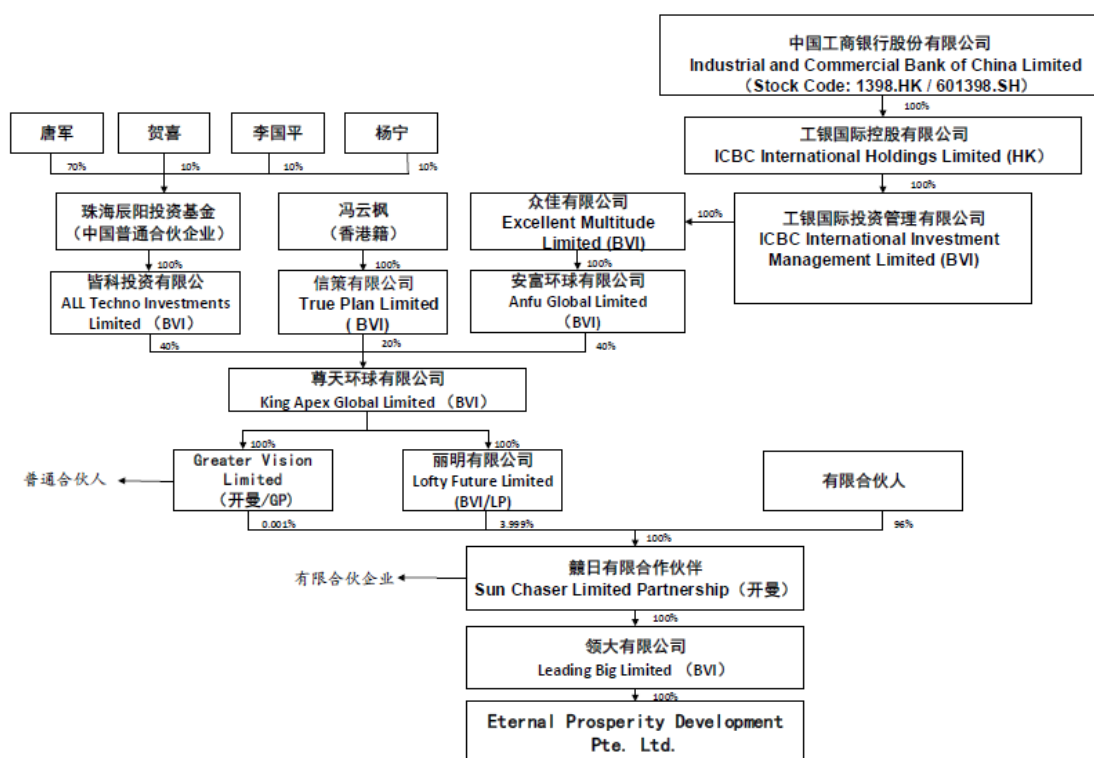 中国工商银行股份有限公司
Industrial and Commercial Bank of China Limited
（Stock Code: 1398.HK / 601398.SH）
100%
唐军
贺喜
李国平
杨宁
工银国际控股有限公司
ICBC International Holdings Limited (HK）
70%
10%
10%
10%
100%
珠海辰阳投资基金
（中国普通合伙企业）
冯云枫
（香港籍）
众佳有限公司
Excellent Multitude
Limited (BVI)
100%
工银国际投资管理有限公司
ICBC International Investment
Management Limited (BVI)
100%
100%
100%
皆科投资有限公
ALL Techno Investments
Limited （BVI）
信策有限公司
True Plan Limited
( BVI)
安富环球有限公司
Anfu Global Limited
（BVI)
40%
20%
40%
尊天环球有限公司
King Apex Global Limited （BVI）
100%
100%
普通合伙人
Greater Vision
Limited
(开曼/GP)
丽明有限公司
Lofty Future Limited
(BVI/LP)
有限合伙人
0.001%
3.999%
96%
100%
有限合伙企业
竸日有限合作伙伴
Sun Chaser Limited Partnership（开曼）
100%
领大有限公司
Leading Big Limited （BVI）
100%
Eternal Prosperity Development
Pte. Ltd.